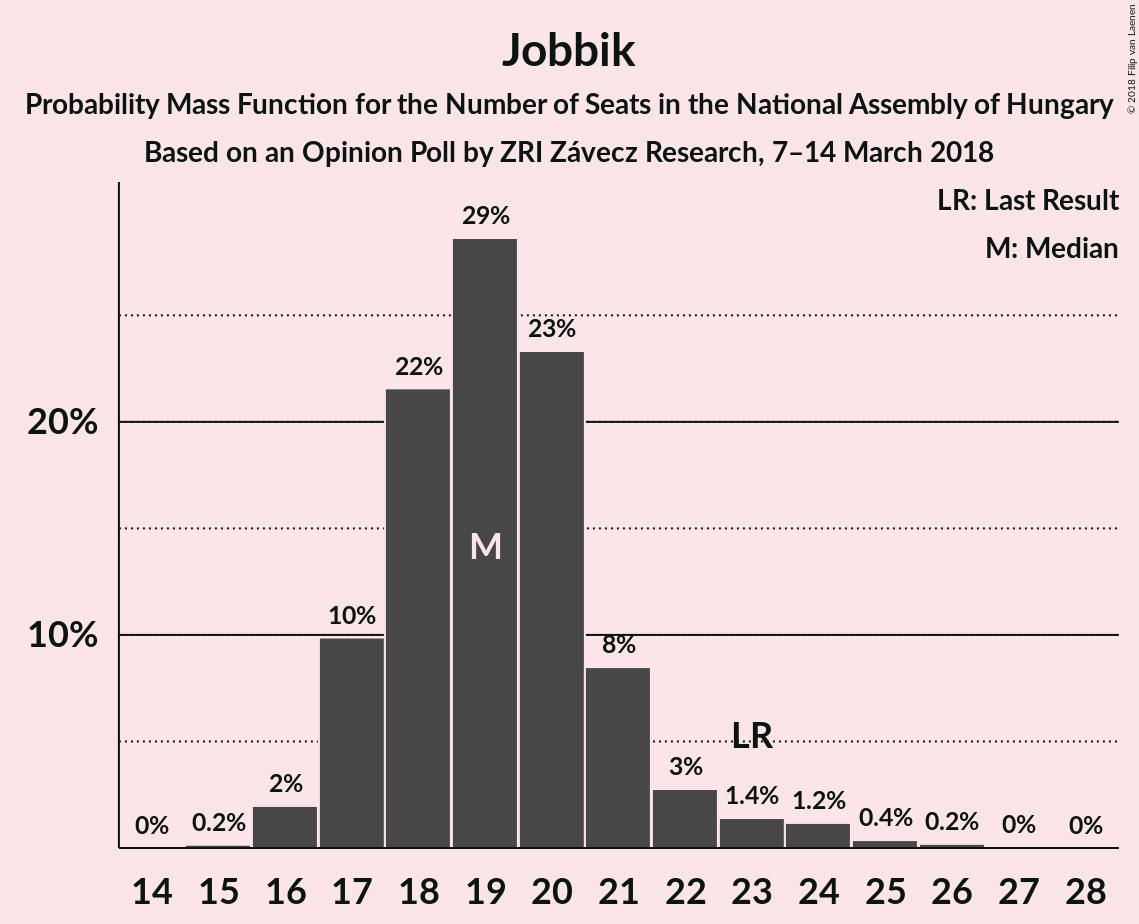 Jobbik
Probability Mass Function for the Number of Seats in the National Assembly of Hungary
Based on an Opinion Poll by ZRI Závecz Research, 7–14 March 2018
© 2018 Filip van Laenen
LR: Last Result
M: Median
29%
23%
22%
20%
M
10%
10%
8%
LR
3%
2%
1.4%
1.2%
0.4%
0.2%
0%
0.2%
0%
0%
14 15 16 17 18 19 20 21 22 23 24 25 26 27 28